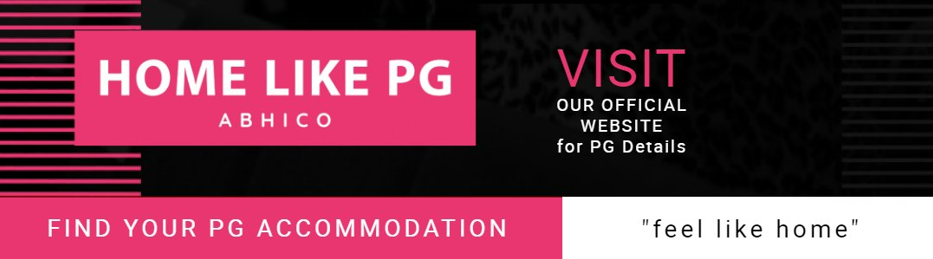 HOME LIKE PG
ABHICO
VISIT
OUR OFFICIAL
WEBSITE
for PG Details
FIND YOUR PG ACCOMMODATION
"feel like home"